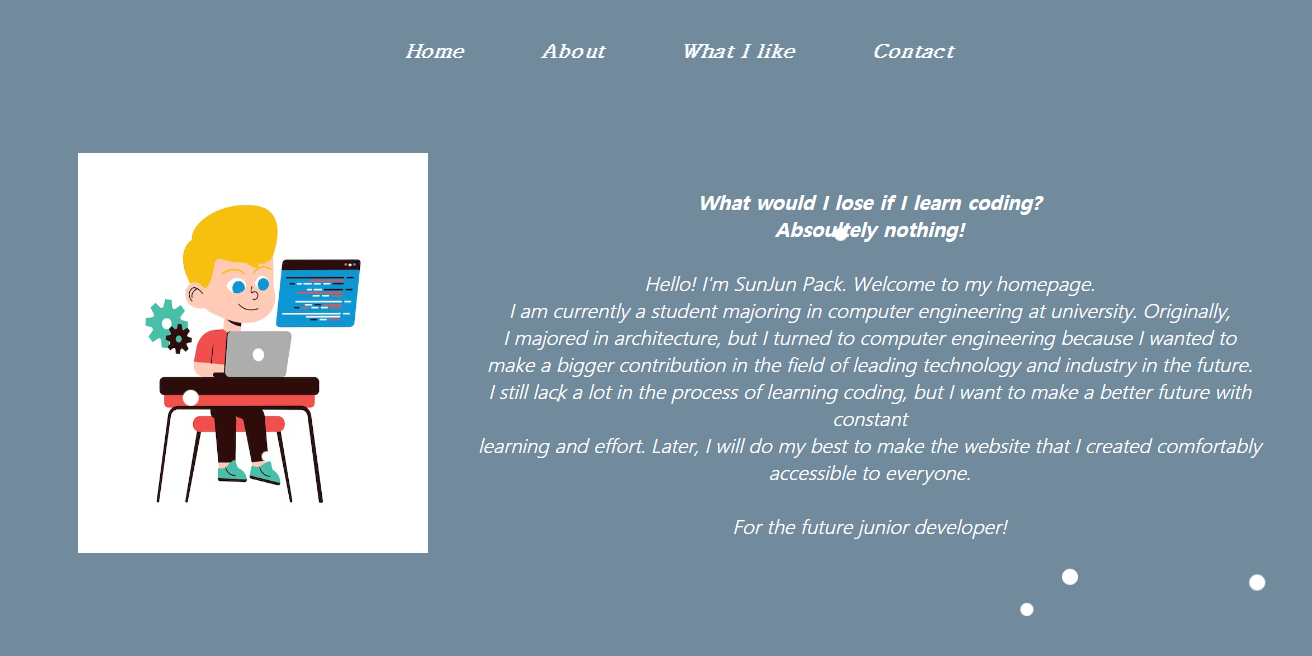 Home About What I like Contact
What would I lose if I learn coding?
Absoultely nothing!
Hello! I'm SunJun Pack. Welcome to my homepage.
I am currently a student majoring in computer engineering at university. Originally,
I majored in architecture, but I turned to computer engineering because I wanted to
make a bigger contribution in the field of leading technology and industry in the future.
I still lack a lot in the process of learning coding, but I want to make a better future with
constant
learning and effort. Later, I will do my best to make the website that I created comfortably
accessible to everyone.
For the future junior developer!